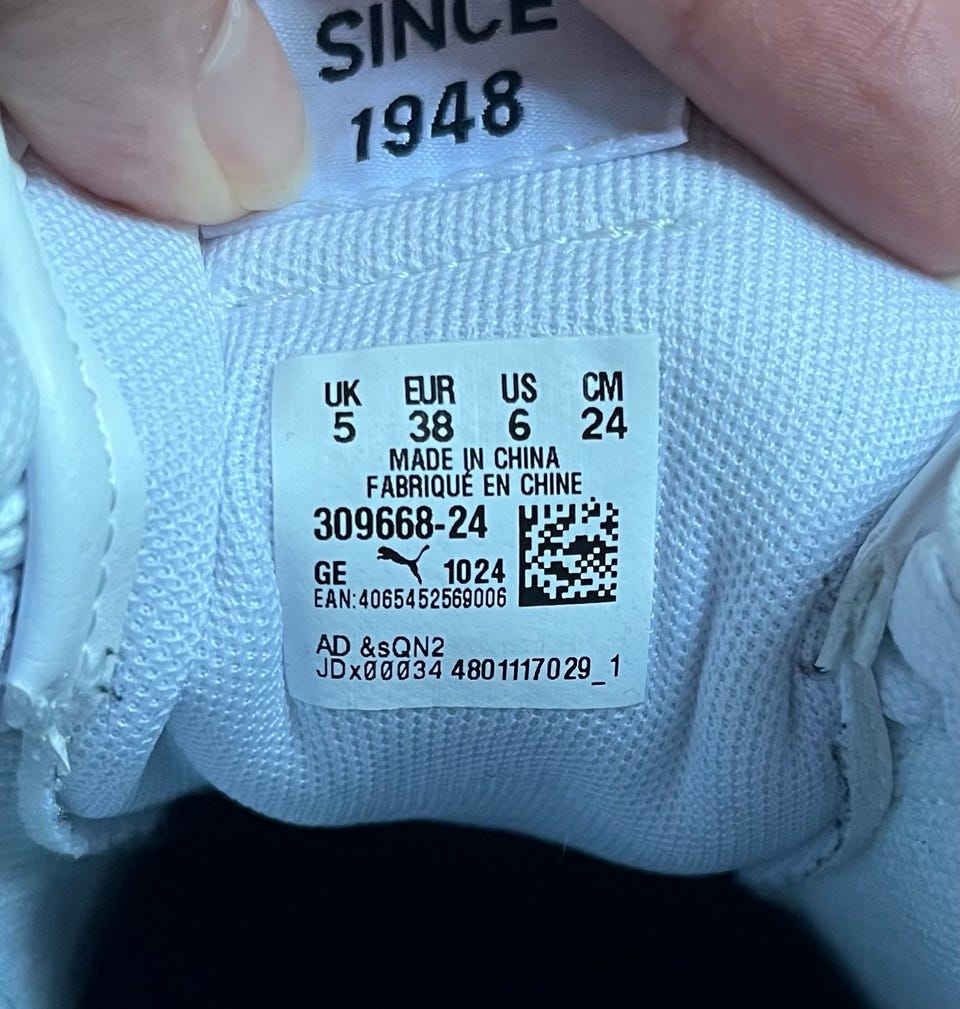 SINCE
1948
UK EUR US CM
5 38 6 24
MADE IN CHINA
FABRIQUÉ EN CHINE
309668-24
GE 1024
EAN:4065452569006
AD &sQN2
JDx00034 4801117029_1